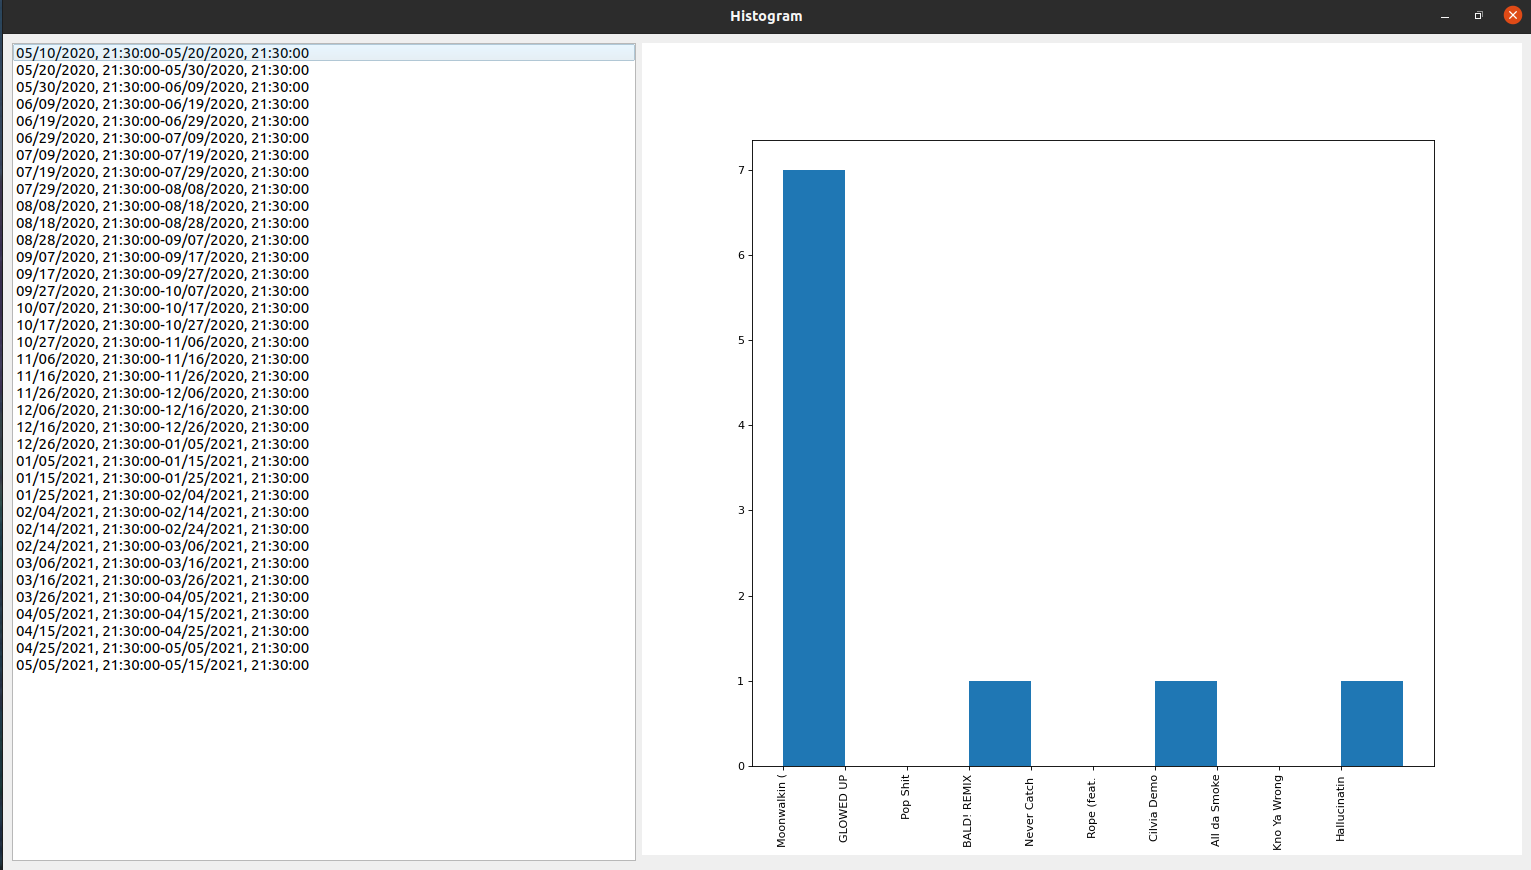 Histogram
05/10/2020, 21:30:00-05/20/2020, 21:30:00
05/20/2020, 21:30:00-05/30/2020, 21:30:00
05/30/2020, 21:30:00-06/09/2020, 21:30:00
06/09/2020, 21:30:00-06/19/2020, 21:30:00
06/19/2020, 21:30:00-06/29/2020, 21:30:00
06/29/2020, 21:30:00-07/09/2020, 21:30:00
07/09/2020, 21:30:00-07/19/2020, 21:30:00
07/19/2020, 21:30:00-07/29/2020, 21:30:00
07/29/2020, 21:30:00-08/08/2020, 21:30:00
08/08/2020, 21:30:00-08/18/2020, 21:30:00
08/18/2020, 21:30:00-08/28/2020, 21:30:00
08/28/2020, 21:30:00-09/07/2020, 21:30:00
09/07/2020, 21:30:00-09/17/2020, 21:30:00
09/17/2020, 21:30:00-09/27/2020, 21:30:00
09/27/2020, 21:30:00-10/07/2020, 21:30:00
10/07/2020, 21:30:00-10/17/2020, 21:30:00
10/17/2020, 21:30:00-10/27/2020, 21:30:00
10/27/2020, 21:30:00-11/06/2020, 21:30:00
11/06/2020, 21:30:00-11/16/2020, 21:30:00
11/16/2020, 21:30:00-11/26/2020, 21:30:00
11/26/2020, 21:30:00-12/06/2020, 21:30:00
12/06/2020, 21:30:00-12/16/2020, 21:30:00
12/16/2020, 21:30:00-12/26/2020, 21:30:00
12/26/2020, 21:30:00-01/05/2021, 21:30:00
01/05/2021, 21:30:00-01/15/2021, 21:30:00
01/15/2021, 21:30:00-01/25/2021, 21:30:00
01/25/2021, 21:30:00-02/04/2021, 21:30:00
02/04/2021, 21:30:00-02/14/2021, 21:30:00
02/14/2021, 21:30:00-02/24/2021, 21:30:00
02/24/2021, 21:30:00-03/06/2021, 21:30:00
03/06/2021, 21:30:00-03/16/2021, 21:30:00
03/16/2021, 21:30:00-03/26/2021, 21:30:00
03/26/2021, 21:30:00-04/05/2021, 21:30:00
04/05/2021, 21:30:00-04/15/2021, 21:30:00
04/15/2021, 21:30:00-04/25/2021, 21:30:00
04/25/2021, 21:30:00-05/05/2021, 21:30:00
05/05/2021, 21:30:00-05/15/2021, 21:30:00
7
6
5
4
3
2
1
0
Moonwalkin (
GLOWED UP
Pop Shit
BALD! REMIX
Never Catch
Rope (feat.
Cilvia Demo
All da Smoke
Kno Ya Wrong
Hallucinatin